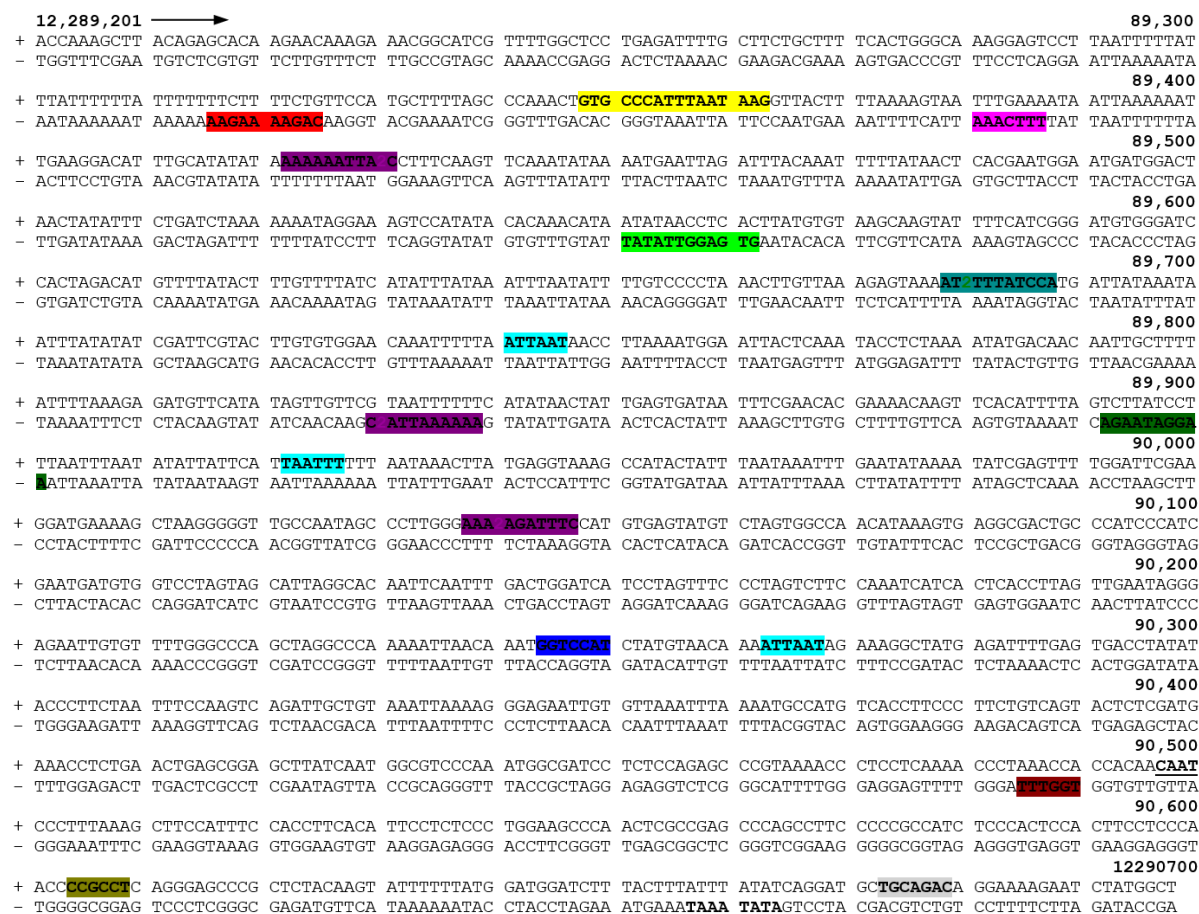 12,289,201 89,300
+ ACCAAAGCTT ACAGAGCACA AGAACAAAGA AACGGCATCG TTTTGGCTCC TGAGATTTTG CTTCTGCTTT TCACTGGGCA AAGGAGTCCT TAATTTTTAT
- TGGTTTCGAA TGTCTCGTGT TCTTGTTTCT TTGCCGTAGC AAAACCGAGG ACTCTAAAAC GAAGACGAAA AGTGACCCGT TTCCTCAGGA ATTAAAAATA
89,400
+ TTATTTTTTA TTTTTTTCTT TTCTGTTCCA TGCTTTTAGC CCAAACTGTG CCCATTTAAT AAGGTTACTT TTAAAAGTAA TTTGAAAATA ATTAAAAAAT
- AATAAAAAAT AAAAAAAGAA AAGACAAGGT ACGAAAATCG GGTTTGACAC GGGTAAATTA TTCCAATGAA AATTTTCATT AAACTTTTAT TAATTTTTTA
89,500
+ TGAAGGACAT TTGCATATAT AAAAAAATTA CCTTTCAAGT TCAAATATAA AATGAATTAG ATTTACAAAT TTTTATAACT CACGAATGGA AATGATGGACT
- ACTTCCTGTA AACGTATATA TTTTTTTAAT GGAAAGTTCA AGTTTATATT TTACTTAATC TAAATGTTTA AAAATATTGA GTGCTTACCT TACTACCTGA
89,600
+ AACTATATTT CTGATCTAAA AAAATAGGAA AGTCCATATA CACAAACATA ATATAACCTC ACTTATGTGT AAGCAAGTAT TTTCATCGGG ATGTGGGATC
- TTGATATAAA GACTAGATTT TTTTATCCTT TCAGGTATAT GTGTTTGTAT TATATTGGAG TGAATACACA TTCGTTCATA AAAGTAGCCC TACACCCTAG
89,700
+ CACTAGACAT GTTTTATACT TTGTTTTATC ATATTTATAA ATTTAATATT TTGTCCCCTA AACTTGTTAA AGAGTAAAAT2TTTATCCATG ATTATAAATA
- GTGATCTGTA CAAAATATGA AACAAAATAG TATAAATATT TAAATTATAA AACAGGGGAT TTGAACAATT TCTCATTTTA AAATAGGTAC TAATATTTAT
89,800
+ ATTTATATAT CGATTCGTAC TTGTGTGGAA CAAATTTTTA ATTAATAACC TTAAAATGGA ATTACTCAAA TACCTCTAAA ATATGACAAC AATTGCTTTT
- TAAATATATA GCTAAGCATG AACACACCTT GTTTAAAAAT TAATTATTGG AATTTTACCT TAATGAGTTT ATGGAGATTT TATACTGTTG TTAACGAAAA
89,900
+ ATTTTAAAGA GATGTTCATA TAGTTGTTCG TAATTTTTTC ATATAACTAT TGAGTGATAA TTTCGAACAC GAAAACAAGT TCACATTTTA GTCTTATCCT
- TAAAATTTCT CTACAAGTAT ATCAACAAGC ATTAAAAAAG TATATTGATA ACTCACTATT AAAGCTTGTG CTTTTGTTCA AGTGTAAAAT CAGAATAGGA
90,000
+ TTAATTTAAT ATATTATTCA TTAATTTTTT AATAAACTTA TGAGGTAAAG CCATACTATT TAATAAATTT GAATATAAAA TATCGAGTTT TGGATTCGAA
- AATTAAATTA TATAATAAGT AATTAAAAAA TTATTTGAAT ACTCCATTTC GGTATGATAA ATTATTTAAA CTTATATTTT ATAGCTCAAA ACCTAAGCTT
90,100
+ GGATGAAAAG CTAAGGGGGT TGCCAATAGC CCTTGGGAAA AGATTTCCAT GTGAGTATGT CTAGTGGCCA ACATAAAGTG AGGCGACTGC CCATCCCATC
- CCTACTTTTC GATTCCCCCA ACGGTTATCG GGAACCCTTT TCTAAAGGTA CACTCATACA GATCACCGGT TGTATTTCAC TCCGCTGACG GGTAGGGTAG
90,200
+ GAATGATGTG GTCCTAGTAG CATTAGGCAC AATTCAATTT GACTGGATCA TCCTAGTTTC CCTAGTCTTC CAAATCATCA CTCACCTTAG TTGAATAGGG
- CTTACTACAC CAGGATCATC GTAATCCGTG TTAAGTTAAA CTGACCTAGT AGGATCAAAG GGATCAGAAG GTTTAGTAGT GAGTGGAATC AACTTATCCC
90,300
+ AGAATTGTGT TTTGGGCCCA GCTAGGCCCA AAAATTAACA AATGGTCCAT CTATGTAACA AAATTAATAG AAAGGCTATG AGATTTTGAG TGACCTATAT
- TCTTAACACA AAACCCGGGT CGATCCGGGT TTTTAATTGT TTACCAGGTA GATACATTGT TTTAATTATC TTTCCGATAC TCTAAAACTC ACTGGATATA
90,400
+ ACCCTTCTAA TTTCCAAGTC AGATTGCTGT AAATTAAAAG GGAGAATTGT GTTAAATTTA AAATGCCATG TCACCTTCCC TTCTGTCAGT ACTCTCGATG
- TGGGAAGATT AAAGGTTCAG TCTAACGACA TTTAATTTTC CCTCTTAACA CAATTTAAAT TTTACGGTAC AGTGGAAGGG AAGACAGTCA TGAGAGCTAC
90,500
+ AAACCTCTGA ACTGAGCGGA GCTTATCAAT GGCGTCCCAA ATGGCGATCC TCTCCAGAGC CCGTAAAACC CTCCTCAAAA CCCTAAACCA CCACAACAAT
- TTTGGAGACT TGACTCGCCT CGAATAGTTA CCGCAGGGTT TACCGCTAGG AGAGGTCTCG GGCATTTTGG GAGGAGTTTT GGGATTTGGT GGTGTTGTTA
90,600
+ CCCTTTAAAG CTTCCATTTC CACCTTCACA TTCCTCTCCC TGGAAGCCCA ACTCGCCGAG CCCAGCCTTC CCCCGCCATC TCCCACTCCA CTTCCTCCCA
- GGGAAATTTC GAAGGTAAAG GTGGAAGTGT AAGGAGAGGG ACCTTCGGGT TGAGCGGCTC GGGTCGGAAG GGGGCGGTAG AGGGTGAGGT GAAGGAGGGT
12290700
+ ACCCCGCCTC CAGGGAGCCCG CTCTACAAGT ATTTTTTATG GATGGATCTT TACTTTATTT ATATCAGGAT GCTGCAGACA GGAAAAGAAT CTATGGCT
- TGGGGCGGAG TCCCTCGGGC GAGATGTTCA TAAAAAATAC CTACCTAGAA ATGAAATAAA TATAGTCCTA CGACGTCTGT CCTTTTCTTA GATACCGA